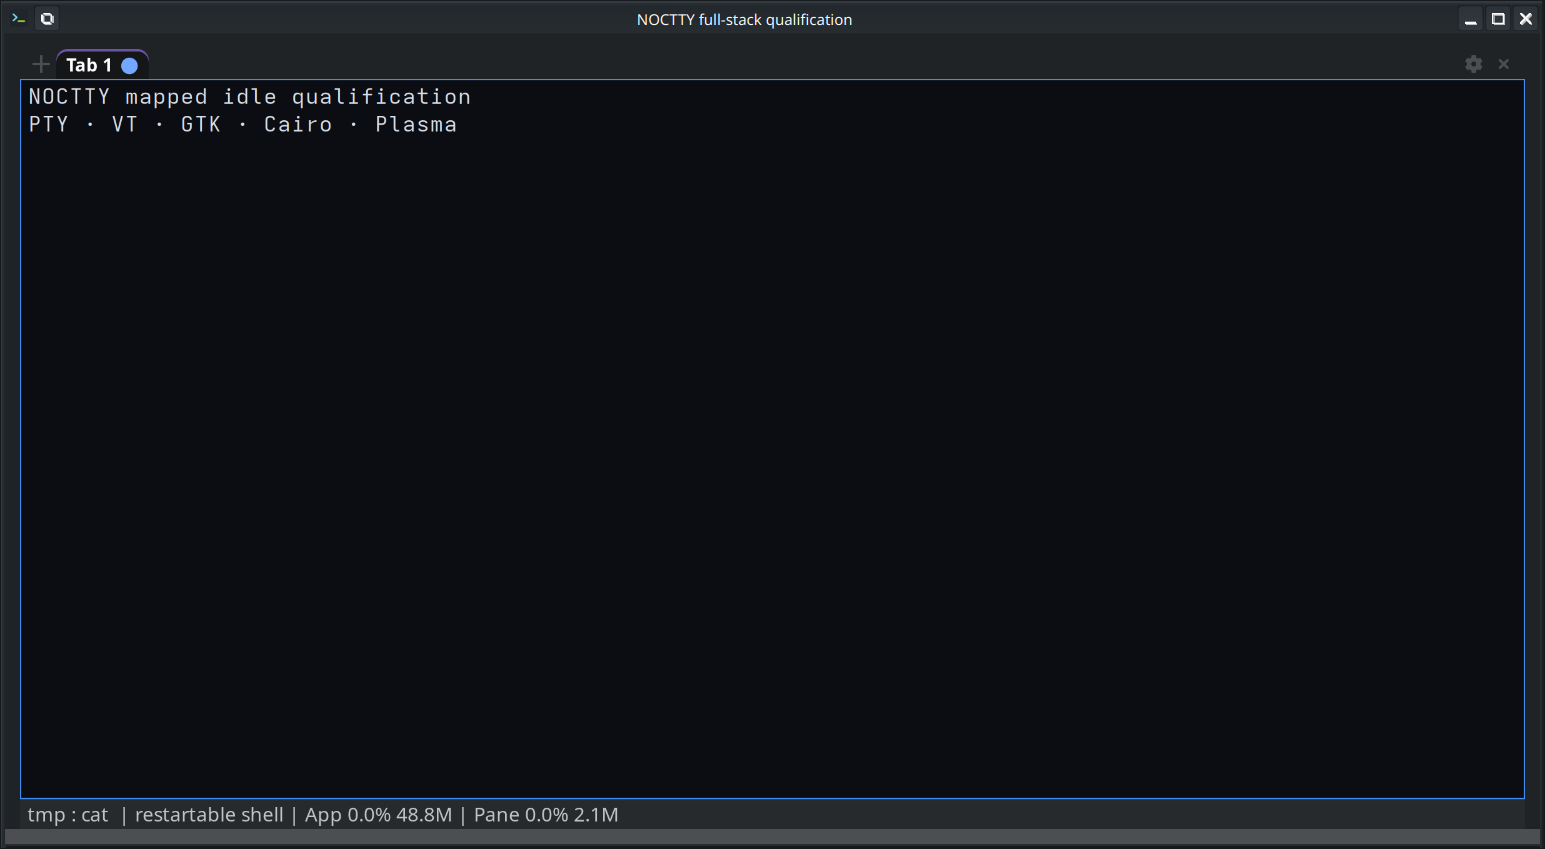 NOCTTY full-stack qualification
Tab 1
NOCTTY mapped idle qualification
PTY · VT · GTK · Cairo · Plasma
tmp : cat | restartable shell | App 0.0% 48.8M | Pane 0.0% 2.1M